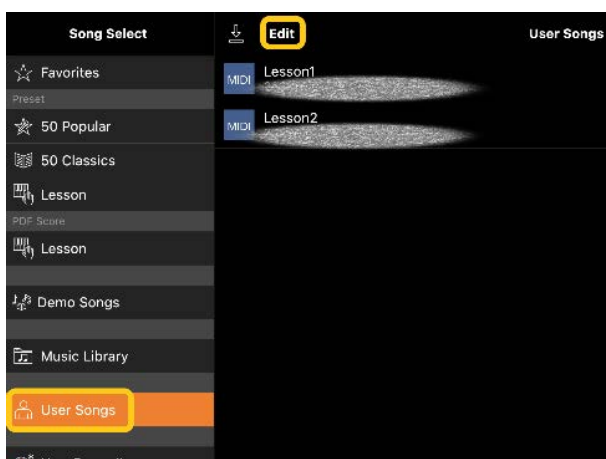 Song Select
Edit
User Songs
Favorites
Preset
50 Popular
50 Classics
Lesson
PDF Score
Lesson
Demo Songs
Music Library
User Songs
MIDI Lesson1
MIDI Lesson2